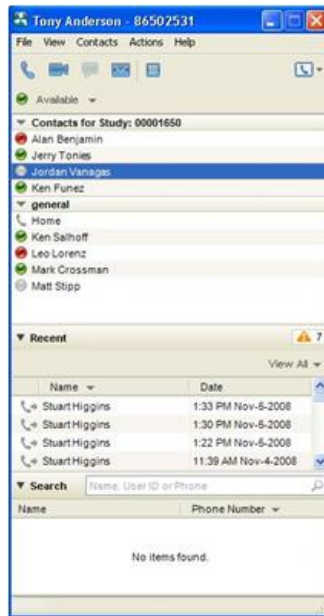 Tony Anderson - 86502531
File View Contacts Actions Help
Available
Contacts for Study: 00001650
Alan Benjamin
Jerry Tonies
Jordan Vanagas
Ken Funez
general
Home
Ken Salhoff
Leo Lorenz
Mark Crossman
Matt Stipp
Recent 7
View All
Name Date
Stuart Higgins 1:33 PM Nov-5-2008
Stuart Higgins 1:30 PM Nov-5-2008
Stuart Higgins 1:22 PM Nov-5-2008
Stuart Higgins 11:39 AM Nov-4-2008
Search Name, User ID or Phone
Name Phone Number
No items found.